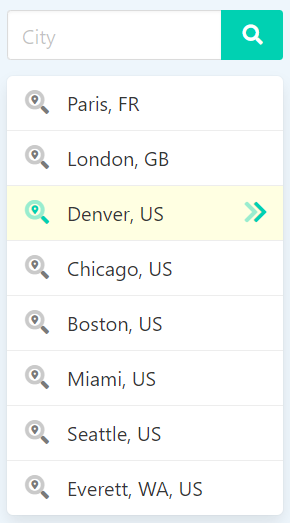 City
Paris, FR
London, GB
Denver, US
Chicago, US
Boston, US
Miami, US
Seattle, US
Everett, WA, US